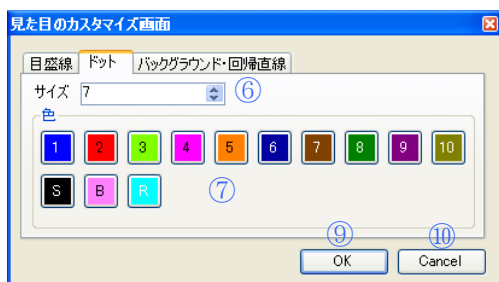 見た目のカスタマイズ画面
目盛線 ドット バックグラウンド・回帰直線
サイズ 7 ⑥
色
1 2 3 4 5 6 7 8 9 10
S B R ⑦
⑨ ⑩
OK Cancel